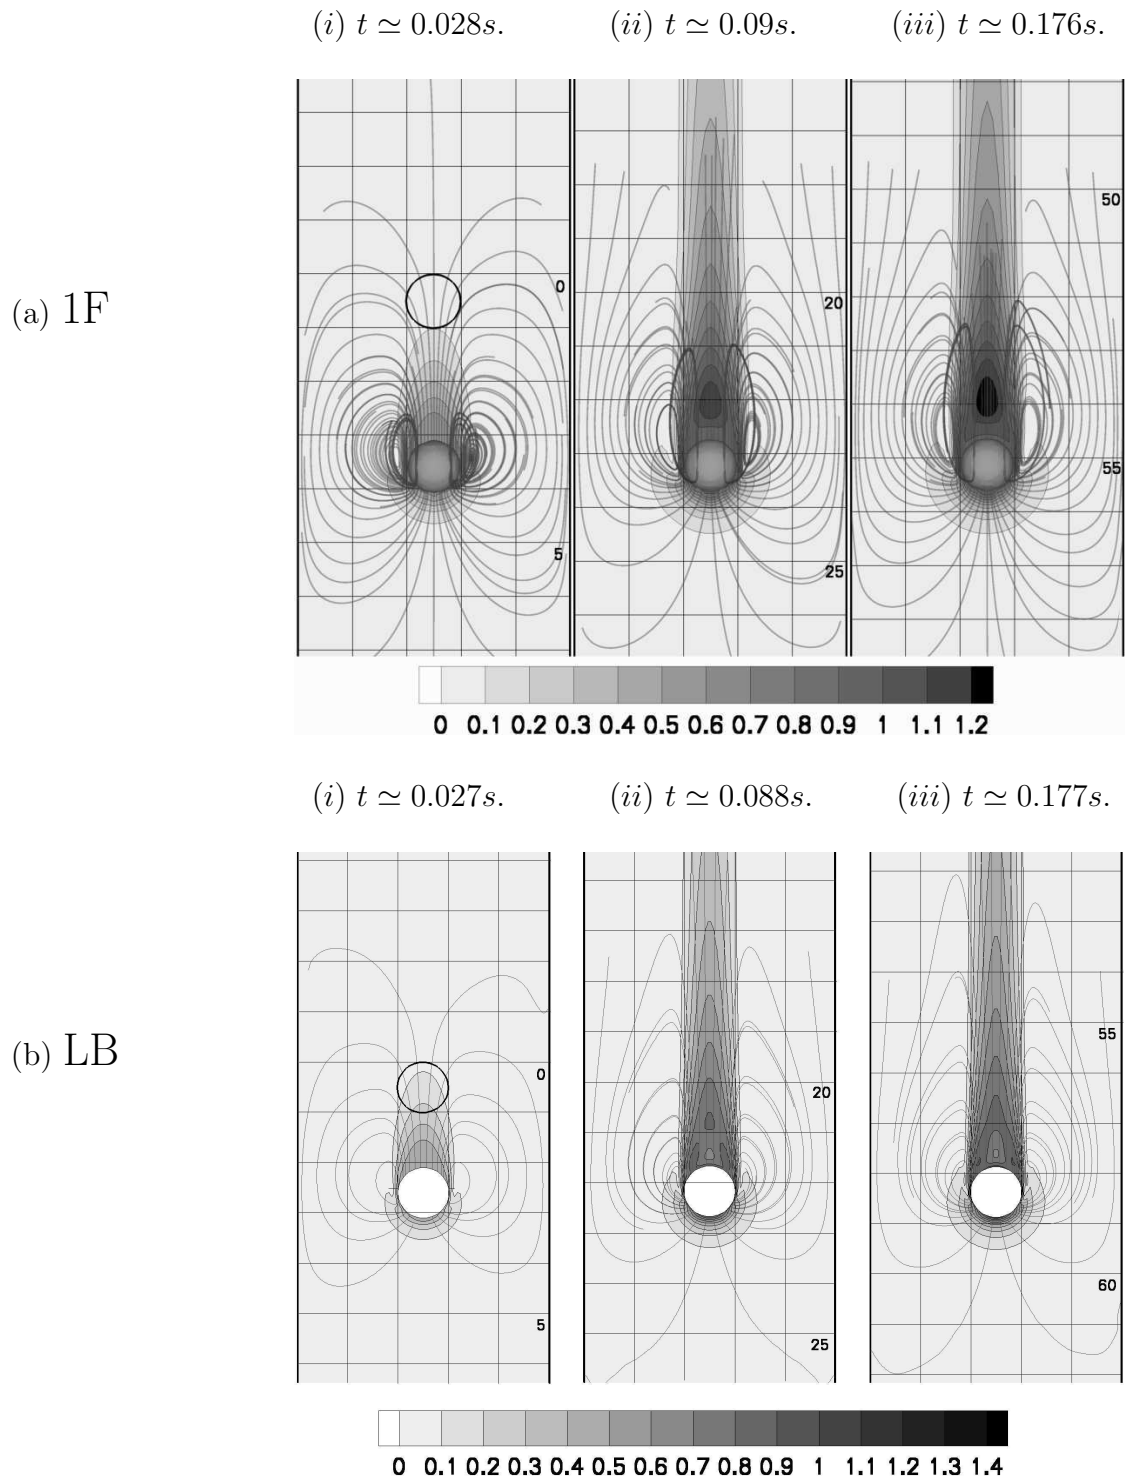 (i) t ≃ 0.028s. (ii) t ≃ 0.09s. (iii) t ≃ 0.176s.
(a) 1F
0
5
20
25
50
55
0 0.1 0.2 0.3 0.4 0.5 0.6 0.7 0.8 0.9 1 1.1 1.2
(i) t ≃ 0.027s. (ii) t ≃ 0.088s. (iii) t ≃ 0.177s.
(b) LB
0
5
20
25
55
60
0 0.1 0.2 0.3 0.4 0.5 0.6 0.7 0.8 0.9 1 1.1 1.2 1.3 1.4